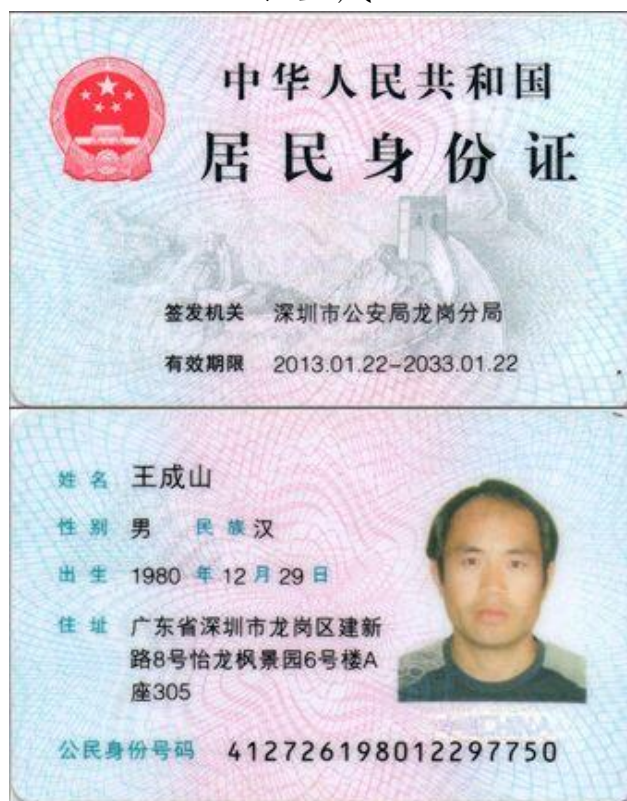 中华人民共和国
居民身份证
签发机关 深圳市公安局龙岗分局
有效期限 2013.01.22-2033.01.22
姓名 王成山
性别 男 民族 汉
出生 1980 年 12 月 29 日
住址 广东省深圳市龙岗区建新
路8号怡龙枫景园6号楼A
座305
公民身份号码 412726198012297750